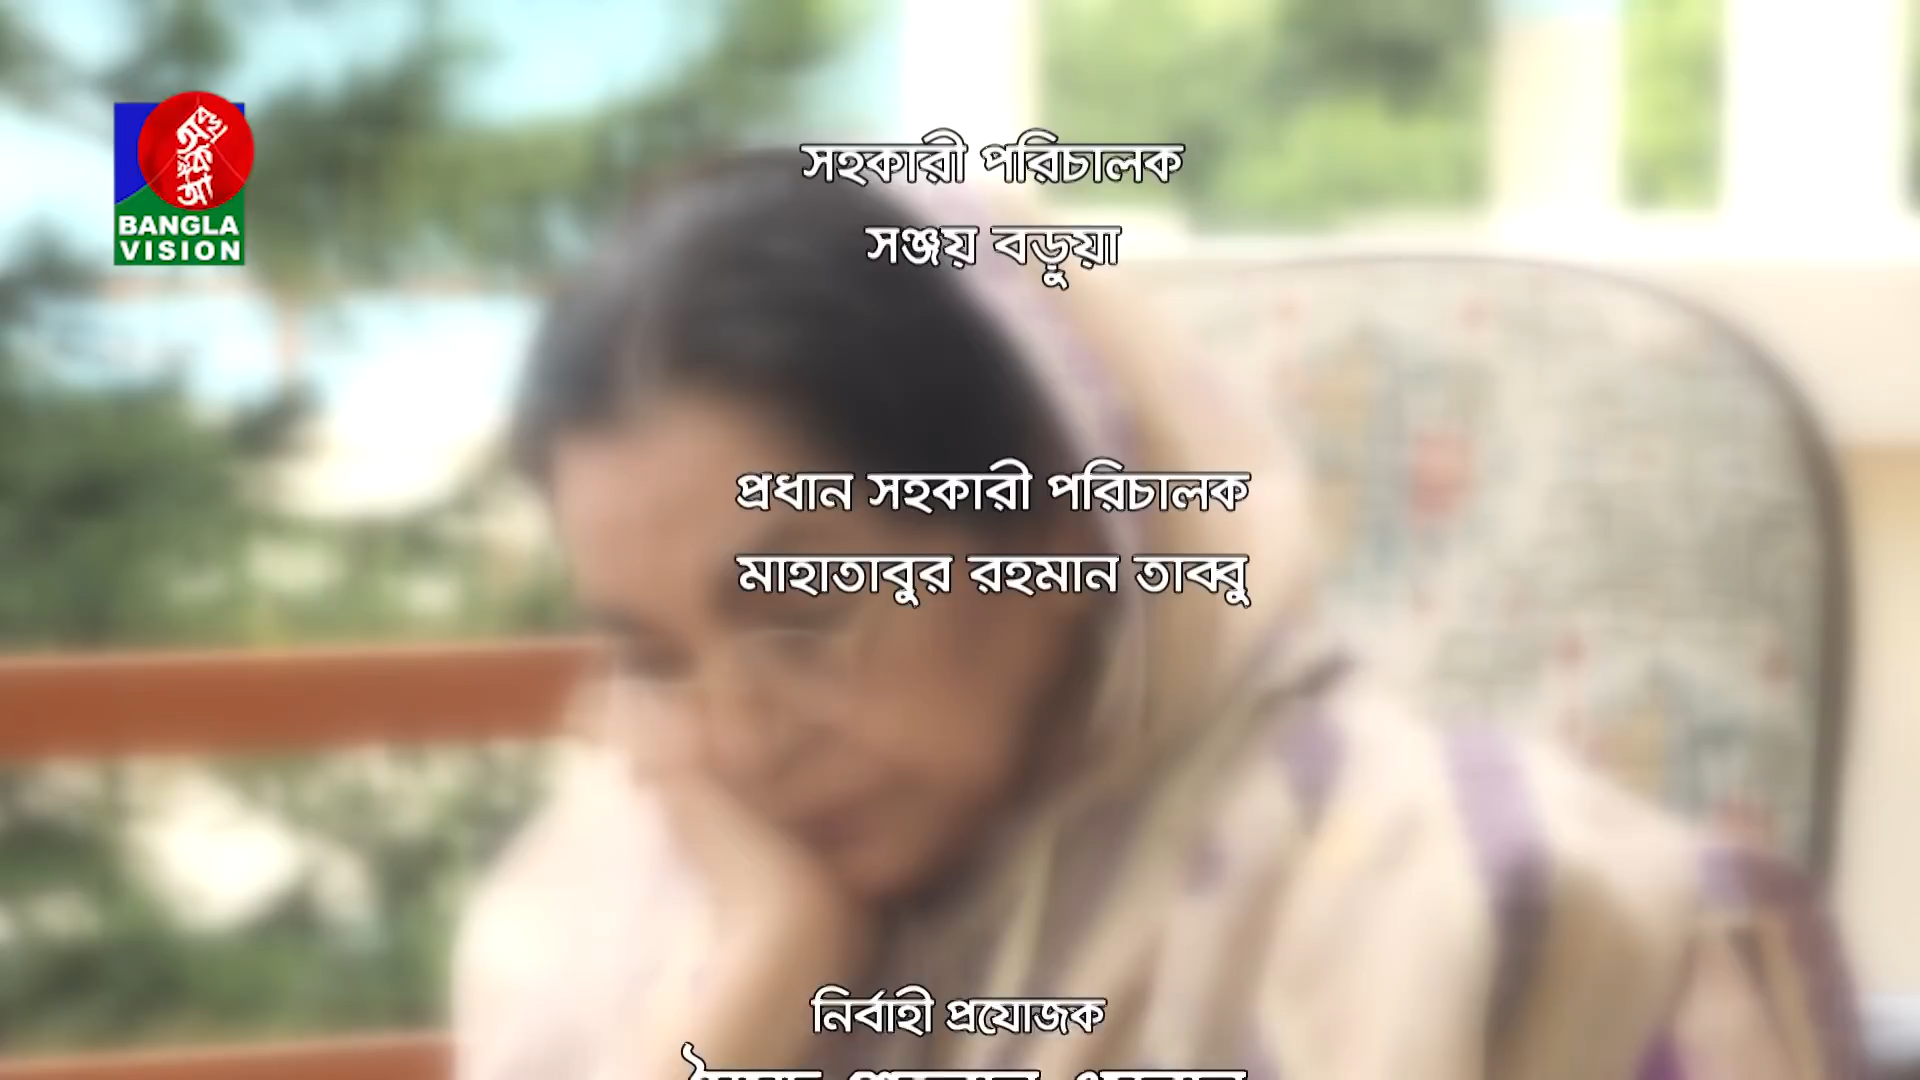 BANGLA
VISION
সহকারী পরিচালক
সঞ্জয় বড়ুয়া
প্রধান সহকারী পরিচালক
মাহাতাবুর রহমান তাব্বু
নির্বাহী প্রযোজক